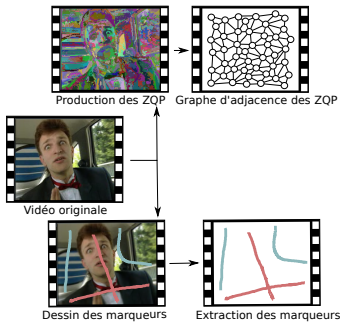 Production des ZQP
Graphe d'adjacence des ZQP
Vidéo originale
Dessin des marqueurs
Extraction des marqueurs